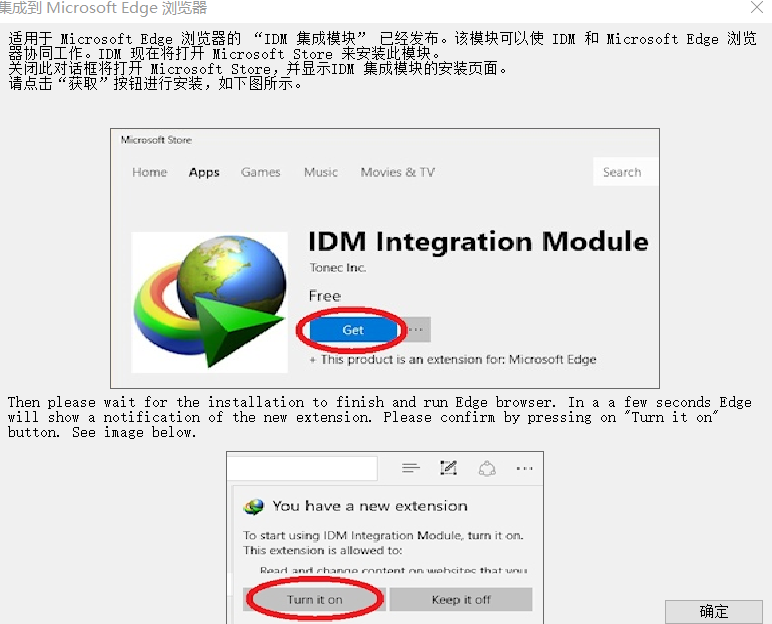 集成到 Microsoft Edge 浏览器
适用于 Microsoft Edge 浏览器的 “IDM 集成模块” 已经发布。该模块可以使 IDM 和 Microsoft Edge 浏览
器协同工作。IDM 现在将打开 Microsoft Store 来安装此模块。
关闭此对话框将打开 Microsoft Store，并显示IDM 集成模块的安装页面。
请点击“获取”按钮进行安装，如下图所示。
Microsoft Store
Home Apps Games Music Movies & TV Search
IDM Integration Module
Tonec Inc.
Free
Get ...
+ This product is an extension for: Microsoft Edge
Then please wait for the installation to finish and run Edge browser. In a a few seconds Edge
will show a notification of the new extension. Please confirm by pressing on "Turn it on"
button. See image below.
You have a new extension
To start using IDM Integration Module, turn it on.
This extension is allowed to:
Read and change content on websites that you
Turn it on Keep it off
确定